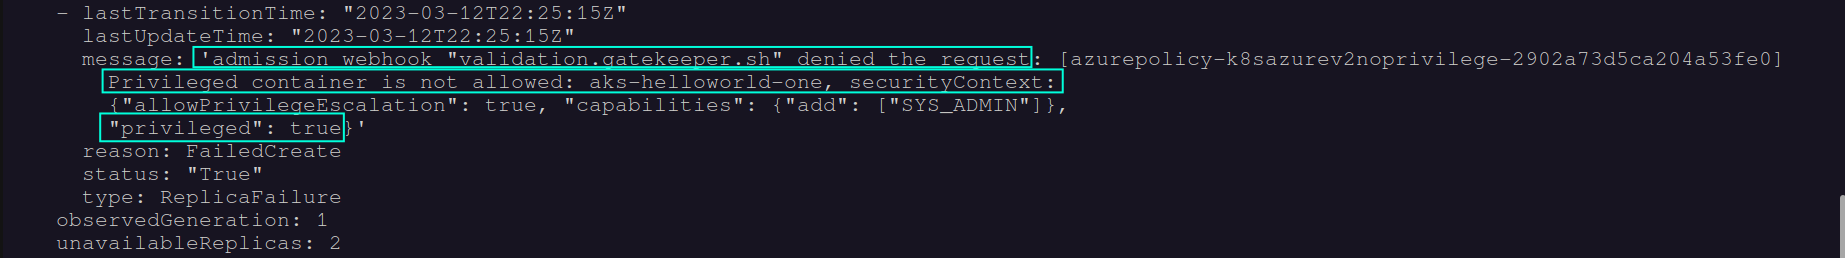 - lastTransitionTime: "2023-03-12T22:25:15Z"
lastUpdateTime: "2023-03-12T22:25:15Z"
message: 'admission webhook "validation.gatekeeper.sh" denied the request: [azurepolicy-k8sazurev2noprivilege-2902a73d5ca204a53fe0]
Privileged container is not allowed: aks-helloworld-one, securityContext:
{"allowPrivilegeEscalation": true, "capabilities": {"add": ["SYS_ADMIN"]},
"privileged": true}'
reason: FailedCreate
status: "True"
type: ReplicaFailure
observedGeneration: 1
unavailableReplicas: 2